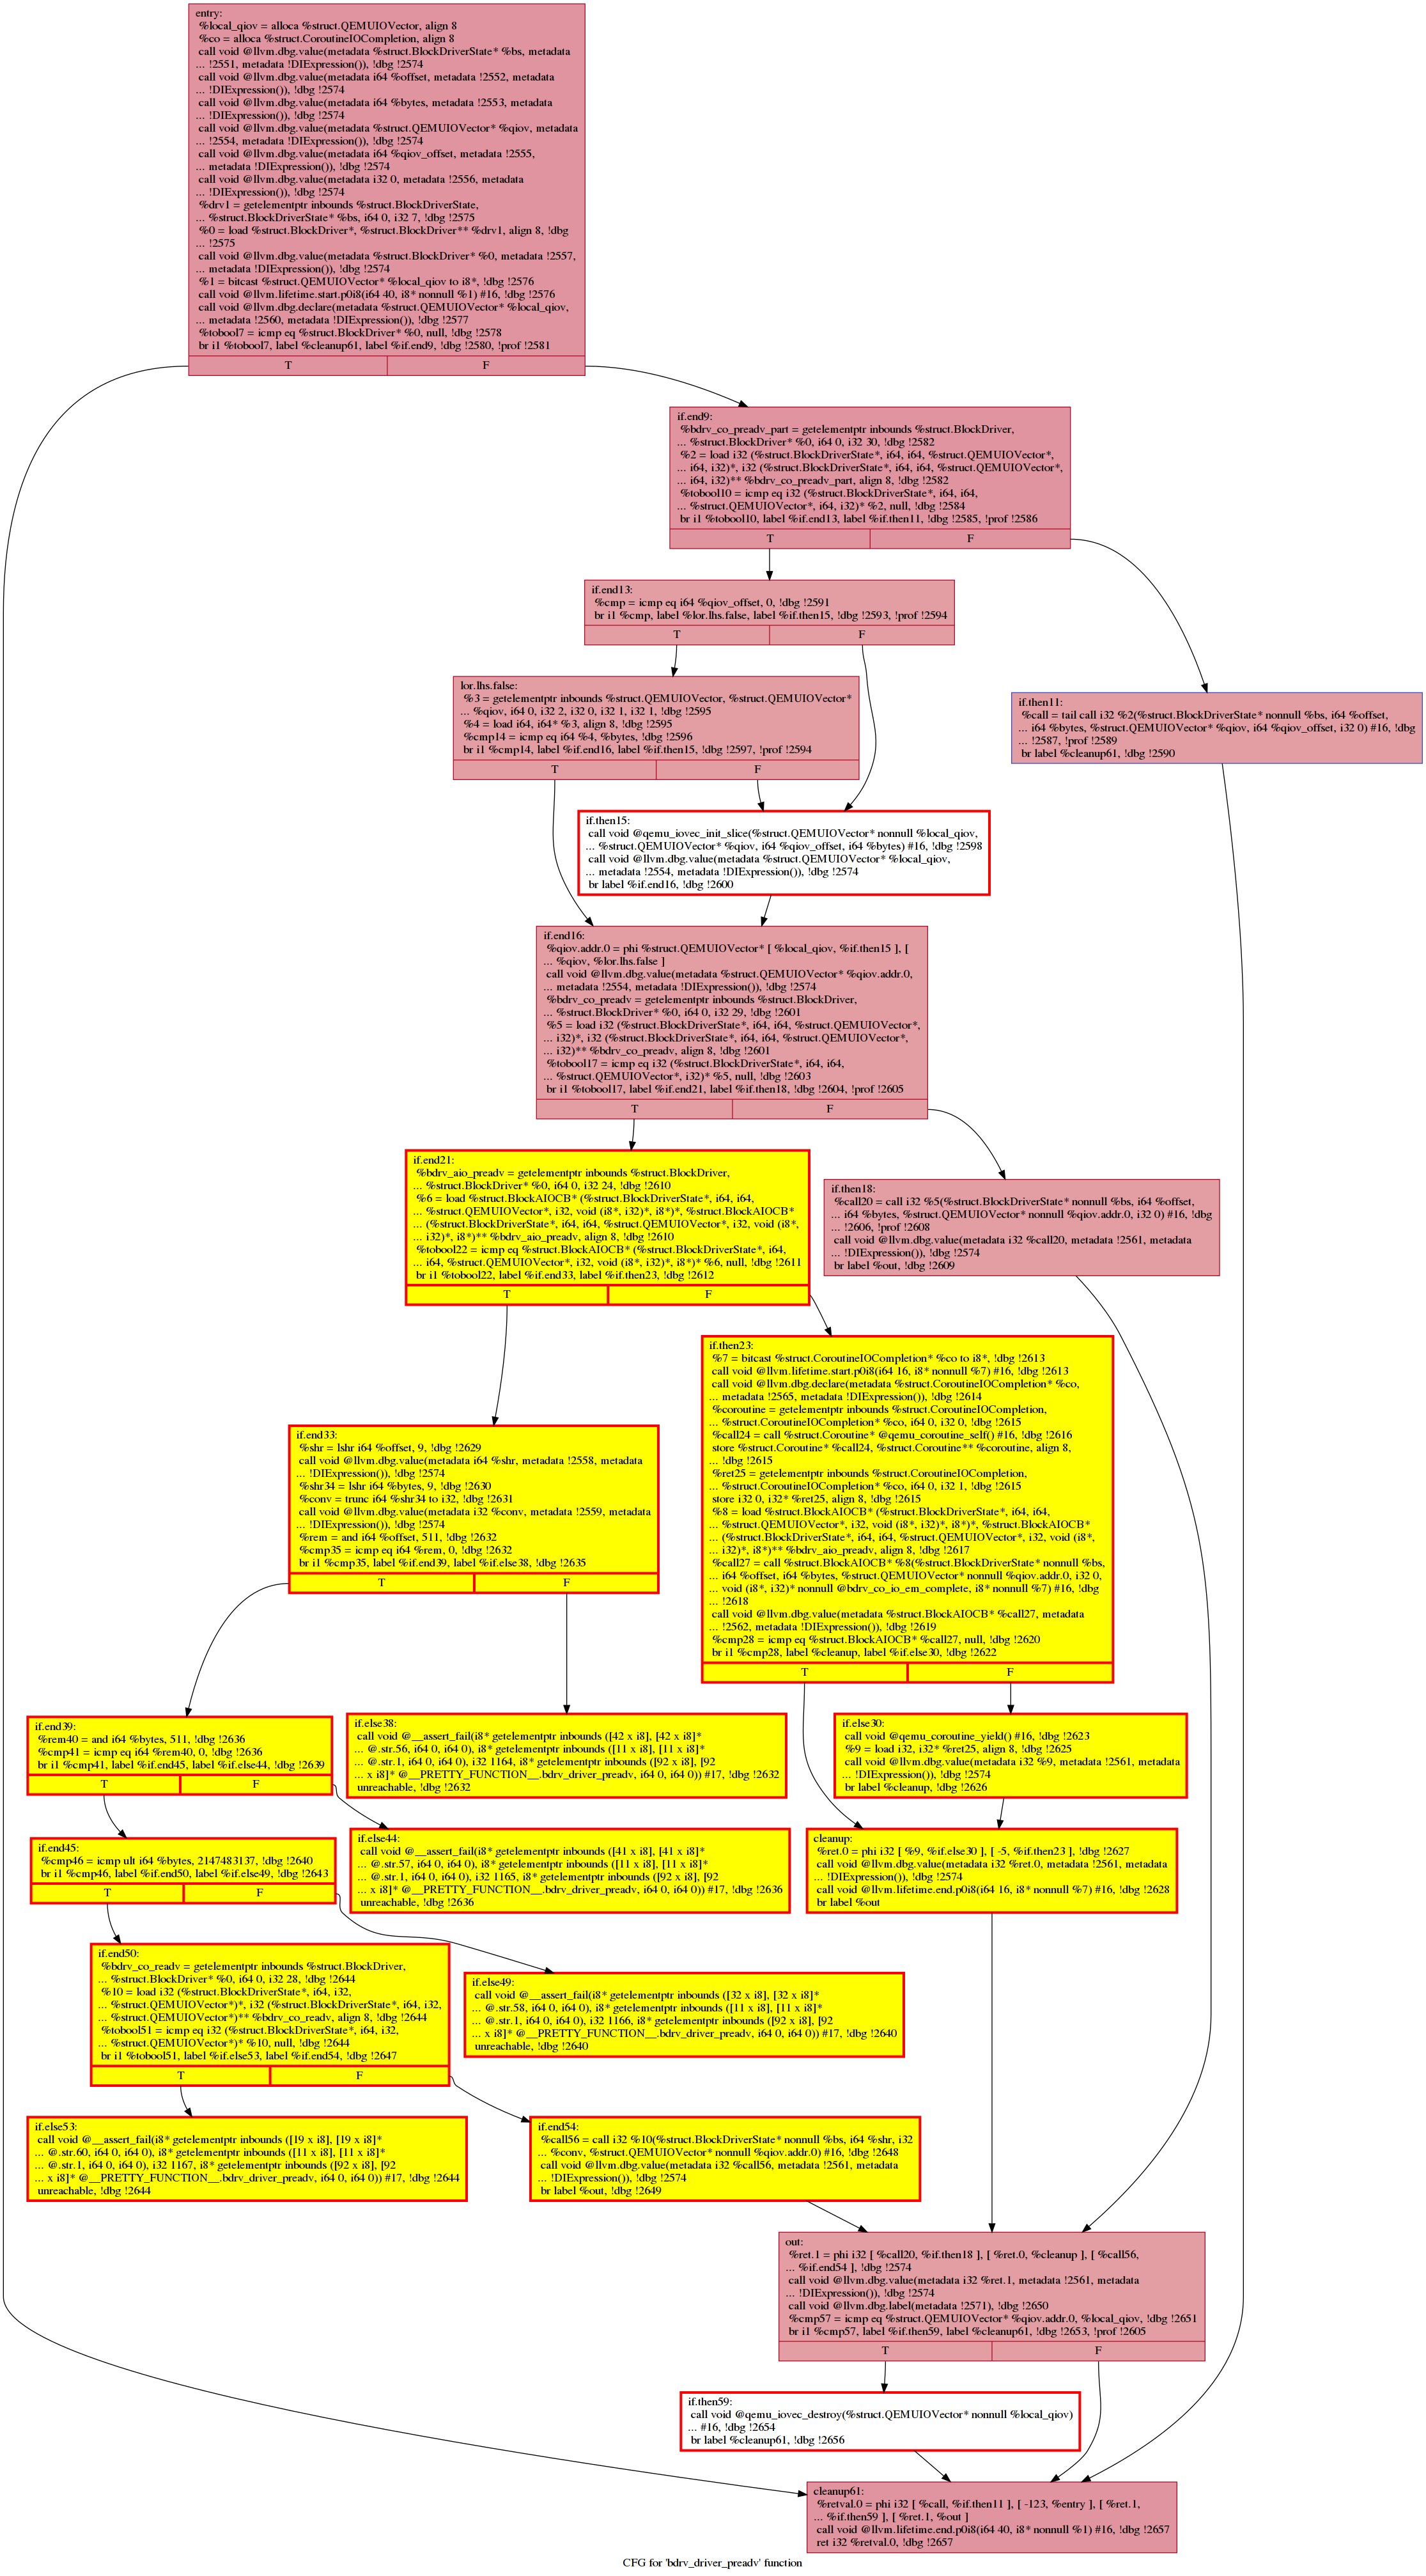 entry:
%local_qiov = alloca %struct.QEMUIOVector, align 8
%co = alloca %struct.CoroutineIOCompletion, align 8
call void @llvm.dbg.value(metadata %struct.BlockDriverState* %bs, metadata
... !2551, metadata !DIExpression()), !dbg !2574
call void @llvm.dbg.value(metadata i64 %offset, metadata !2552, metadata
... !DIExpression()), !dbg !2574
call void @llvm.dbg.value(metadata i64 %bytes, metadata !2553, metadata
... !DIExpression()), !dbg !2574
call void @llvm.dbg.value(metadata %struct.QEMUIOVector* %qiov, metadata
... !2554, metadata !DIExpression()), !dbg !2574
call void @llvm.dbg.value(metadata i64 %qiov_offset, metadata !2555,
... metadata !DIExpression()), !dbg !2574
call void @llvm.dbg.value(metadata i32 0, metadata !2556, metadata
... !DIExpression()), !dbg !2574
%drv1 = getelementptr inbounds %struct.BlockDriverState,
... %struct.BlockDriverState* %bs, i64 0, i32 7, !dbg !2575
%0 = load %struct.BlockDriver*, %struct.BlockDriver** %drv1, align 8, !dbg
... !2575
call void @llvm.dbg.value(metadata %struct.BlockDriver* %0, metadata !2557,
... metadata !DIExpression()), !dbg !2574
%1 = bitcast %struct.QEMUIOVector* %local_qiov to i8*, !dbg !2576
call void @llvm.lifetime.start.p0i8(i64 40, i8* nonnull %1) #16, !dbg !2576
call void @llvm.dbg.declare(metadata %struct.QEMUIOVector* %local_qiov,
... metadata !2560, metadata !DIExpression()), !dbg !2577
%tobool7 = icmp eq %struct.BlockDriver* %0, null, !dbg !2578
br i1 %tobool7, label %cleanup61, label %if.end9, !dbg !2580, !prof !2581
T F
if.end9:
%bdrv_co_preadv_part = getelementptr inbounds %struct.BlockDriver,
... %struct.BlockDriver* %0, i64 0, i32 30, !dbg !2582
%2 = load i32 (%struct.BlockDriverState*, i64, i64, %struct.QEMUIOVector*,
... i64, i32)*, i32 (%struct.BlockDriverState*, i64, i64, %struct.QEMUIOVector*,
... i64, i32)** %bdrv_co_preadv_part, align 8, !dbg !2582
%tobool10 = icmp eq i32 (%struct.BlockDriverState*, i64, i64,
... %struct.QEMUIOVector*, i64, i32)* %2, null, !dbg !2584
br i1 %tobool10, label %if.end13, label %if.then11, !dbg !2585, !prof !2586
T F
if.end13:
%cmp = icmp eq i64 %qiov_offset, 0, !dbg !2591
br i1 %cmp, label %lor.lhs.false, label %if.then15, !dbg !2593, !prof !2594
T F
lor.lhs.false:
%3 = getelementptr inbounds %struct.QEMUIOVector, %struct.QEMUIOVector*
... %qiov, i64 0, i32 2, i32 0, i32 1, i32 1, !dbg !2595
%4 = load i64, i64* %3, align 8, !dbg !2595
%cmp14 = icmp eq i64 %4, %bytes, !dbg !2596
br i1 %cmp14, label %if.end16, label %if.then15, !dbg !2597, !prof !2594
T F
if.then11:
%call = tail call i32 %2(%struct.BlockDriverState* nonnull %bs, i64 %offset,
... i64 %bytes, %struct.QEMUIOVector* %qiov, i64 %qiov_offset, i32 0) #16, !dbg
... !2587, !prof !2589
br label %cleanup61, !dbg !2590
if.then15:
call void @qemu_iovec_init_slice(%struct.QEMUIOVector* nonnull %local_qiov,
... %struct.QEMUIOVector* %qiov, i64 %qiov_offset, i64 %bytes) #16, !dbg !2598
call void @llvm.dbg.value(metadata %struct.QEMUIOVector* %local_qiov,
... metadata !2554, metadata !DIExpression()), !dbg !2574
br label %if.end16, !dbg !2600
if.end16:
%qiov.addr.0 = phi %struct.QEMUIOVector* [ %local_qiov, %if.then15 ], [
... %qiov, %lor.lhs.false ]
call void @llvm.dbg.value(metadata %struct.QEMUIOVector* %qiov.addr.0,
... metadata !2554, metadata !DIExpression()), !dbg !2574
%bdrv_co_preadv = getelementptr inbounds %struct.BlockDriver,
... %struct.BlockDriver* %0, i64 0, i32 29, !dbg !2601
%5 = load i32 (%struct.BlockDriverState*, i64, i64, %struct.QEMUIOVector*,
... i32)*, i32 (%struct.BlockDriverState*, i64, i64, %struct.QEMUIOVector*,
... i32)** %bdrv_co_preadv, align 8, !dbg !2601
%tobool17 = icmp eq i32 (%struct.BlockDriverState*, i64, i64,
... %struct.QEMUIOVector*, i32)* %5, null, !dbg !2603
br i1 %tobool17, label %if.end21, label %if.then18, !dbg !2604, !prof !2605
T F
if.end21:
%bdrv_aio_preadv = getelementptr inbounds %struct.BlockDriver,
... %struct.BlockDriver* %0, i64 0, i32 24, !dbg !2610
%6 = load %struct.BlockAIOCB* (%struct.BlockDriverState*, i64, i64,
... %struct.QEMUIOVector*, i32, void (i8*, i32)*, i8*)*, %struct.BlockAIOCB*
... (%struct.BlockDriverState*, i64, i64, %struct.QEMUIOVector*, i32, void (i8*,
... i32)*, i8*)** %bdrv_aio_preadv, align 8, !dbg !2610
%tobool22 = icmp eq %struct.BlockAIOCB* (%struct.BlockDriverState*, i64,
... i64, %struct.QEMUIOVector*, i32, void (i8*, i32)*, i8*)* %6, null, !dbg !2611
br i1 %tobool22, label %if.end33, label %if.then23, !dbg !2612
T F
if.then18:
%call20 = call i32 %5(%struct.BlockDriverState* nonnull %bs, i64 %offset,
... i64 %bytes, %struct.QEMUIOVector* nonnull %qiov.addr.0, i32 0) #16, !dbg
... !2606, !prof !2608
call void @llvm.dbg.value(metadata i32 %call20, metadata !2561, metadata
... !DIExpression()), !dbg !2574
br label %out, !dbg !2609
if.then23:
%7 = bitcast %struct.CoroutineIOCompletion* %co to i8*, !dbg !2613
call void @llvm.lifetime.start.p0i8(i64 16, i8* nonnull %7) #16, !dbg !2613
call void @llvm.dbg.declare(metadata %struct.CoroutineIOCompletion* %co,
... metadata !2565, metadata !DIExpression()), !dbg !2614
%coroutine = getelementptr inbounds %struct.CoroutineIOCompletion,
... %struct.CoroutineIOCompletion* %co, i64 0, i32 0, !dbg !2615
%call24 = call %struct.Coroutine* @qemu_coroutine_self() #16, !dbg !2616
store %struct.Coroutine* %call24, %struct.Coroutine** %coroutine, align 8,
... !dbg !2615
%ret25 = getelementptr inbounds %struct.CoroutineIOCompletion,
... %struct.CoroutineIOCompletion* %co, i64 0, i32 1, !dbg !2615
store i32 0, i32* %ret25, align 8, !dbg !2615
%8 = load %struct.BlockAIOCB* (%struct.BlockDriverState*, i64, i64,
... %struct.QEMUIOVector*, i32, void (i8*, i32)*, i8*)*, %struct.BlockAIOCB*
... (%struct.BlockDriverState*, i64, i64, %struct.QEMUIOVector*, i32, void (i8*,
... i32)*, i8*)** %bdrv_aio_preadv, align 8, !dbg !2617
%call27 = call %struct.BlockAIOCB* %8(%struct.BlockDriverState* nonnull %bs,
... i64 %offset, i64 %bytes, %struct.QEMUIOVector* nonnull %qiov.addr.0, i32 0,
... void (i8*, i32)* nonnull @bdrv_co_io_em_complete, i8* nonnull %7) #16, !dbg
... !2618
call void @llvm.dbg.value(metadata %struct.BlockAIOCB* %call27, metadata
... !2562, metadata !DIExpression()), !dbg !2619
%cmp28 = icmp eq %struct.BlockAIOCB* %call27, null, !dbg !2620
br i1 %cmp28, label %cleanup, label %if.else30, !dbg !2622
T F
if.end33:
%shr = lshr i64 %offset, 9, !dbg !2629
call void @llvm.dbg.value(metadata i64 %shr, metadata !2558, metadata
... !DIExpression()), !dbg !2574
%shr34 = lshr i64 %bytes, 9, !dbg !2630
%conv = trunc i64 %shr34 to i32, !dbg !2631
call void @llvm.dbg.value(metadata i32 %conv, metadata !2559, metadata
... !DIExpression()), !dbg !2574
%rem = and i64 %offset, 511, !dbg !2632
%cmp35 = icmp eq i64 %rem, 0, !dbg !2632
br i1 %cmp35, label %if.end39, label %if.else38, !dbg !2635
T F
if.end39:
%rem40 = and i64 %bytes, 511, !dbg !2636
%cmp41 = icmp eq i64 %rem40, 0, !dbg !2636
br i1 %cmp41, label %if.end45, label %if.else44, !dbg !2639
T F
if.else38:
call void @__assert_fail(i8* getelementptr inbounds ([42 x i8], [42 x i8]*
... @.str.56, i64 0, i64 0), i8* getelementptr inbounds ([11 x i8], [11 x i8]*
... @.str.1, i64 0, i64 0), i32 1164, i8* getelementptr inbounds ([92 x i8], [92
... x i8]* @__PRETTY_FUNCTION__.bdrv_driver_preadv, i64 0, i64 0)) #17, !dbg !2632
unreachable, !dbg !2632
if.else30:
call void @qemu_coroutine_yield() #16, !dbg !2623
%9 = load i32, i32* %ret25, align 8, !dbg !2625
call void @llvm.dbg.value(metadata i32 %9, metadata !2561, metadata
... !DIExpression()), !dbg !2574
br label %cleanup, !dbg !2626
if.end45:
%cmp46 = icmp ult i64 %bytes, 2147483137, !dbg !2640
br i1 %cmp46, label %if.end50, label %if.else49, !dbg !2643
T F
if.else44:
call void @__assert_fail(i8* getelementptr inbounds ([41 x i8], [41 x i8]*
... @.str.57, i64 0, i64 0), i8* getelementptr inbounds ([11 x i8], [11 x i8]*
... @.str.1, i64 0, i64 0), i32 1165, i8* getelementptr inbounds ([92 x i8], [92
... x i8]* @__PRETTY_FUNCTION__.bdrv_driver_preadv, i64 0, i64 0)) #17, !dbg !2636
unreachable, !dbg !2636
cleanup:
%ret.0 = phi i32 [ %9, %if.else30 ], [ -5, %if.then23 ], !dbg !2627
call void @llvm.dbg.value(metadata i32 %ret.0, metadata !2561, metadata
... !DIExpression()), !dbg !2574
call void @llvm.lifetime.end.p0i8(i64 16, i8* nonnull %7) #16, !dbg !2628
br label %out
if.end50:
%bdrv_co_readv = getelementptr inbounds %struct.BlockDriver,
... %struct.BlockDriver* %0, i64 0, i32 28, !dbg !2644
%10 = load i32 (%struct.BlockDriverState*, i64, i32,
... %struct.QEMUIOVector*)*, i32 (%struct.BlockDriverState*, i64, i32,
... %struct.QEMUIOVector*)** %bdrv_co_readv, align 8, !dbg !2644
%tobool51 = icmp eq i32 (%struct.BlockDriverState*, i64, i32,
... %struct.QEMUIOVector*)* %10, null, !dbg !2644
br i1 %tobool51, label %if.else53, label %if.end54, !dbg !2647
T F
if.else49:
call void @__assert_fail(i8* getelementptr inbounds ([32 x i8], [32 x i8]*
... @.str.58, i64 0, i64 0), i8* getelementptr inbounds ([11 x i8], [11 x i8]*
... @.str.1, i64 0, i64 0), i32 1166, i8* getelementptr inbounds ([92 x i8], [92
... x i8]* @__PRETTY_FUNCTION__.bdrv_driver_preadv, i64 0, i64 0)) #17, !dbg !2640
unreachable, !dbg !2640
if.else53:
call void @__assert_fail(i8* getelementptr inbounds ([19 x i8], [19 x i8]*
... @.str.60, i64 0, i64 0), i8* getelementptr inbounds ([11 x i8], [11 x i8]*
... @.str.1, i64 0, i64 0), i32 1167, i8* getelementptr inbounds ([92 x i8], [92
... x i8]* @__PRETTY_FUNCTION__.bdrv_driver_preadv, i64 0, i64 0)) #17, !dbg !2644
unreachable, !dbg !2644
if.end54:
%call56 = call i32 %10(%struct.BlockDriverState* nonnull %bs, i64 %shr, i32
... %conv, %struct.QEMUIOVector* nonnull %qiov.addr.0) #16, !dbg !2648
call void @llvm.dbg.value(metadata i32 %call56, metadata !2561, metadata
... !DIExpression()), !dbg !2574
br label %out, !dbg !2649
out:
%ret.1 = phi i32 [ %call20, %if.then18 ], [ %ret.0, %cleanup ], [ %call56,
... %if.end54 ], !dbg !2574
call void @llvm.dbg.value(metadata i32 %ret.1, metadata !2561, metadata
... !DIExpression()), !dbg !2574
call void @llvm.dbg.label(metadata !2571), !dbg !2650
%cmp57 = icmp eq %struct.QEMUIOVector* %qiov.addr.0, %local_qiov, !dbg !2651
br i1 %cmp57, label %if.then59, label %cleanup61, !dbg !2653, !prof !2605
T F
if.then59:
call void @qemu_iovec_destroy(%struct.QEMUIOVector* nonnull %local_qiov)
... #16, !dbg !2654
br label %cleanup61, !dbg !2656
cleanup61:
%retval.0 = phi i32 [ %call, %if.then11 ], [ -123, %entry ], [ %ret.1,
... %if.then59 ], [ %ret.1, %out ]
call void @llvm.lifetime.end.p0i8(i64 40, i8* nonnull %1) #16, !dbg !2657
ret i32 %retval.0, !dbg !2657
CFG for 'bdrv_driver_preadv' function